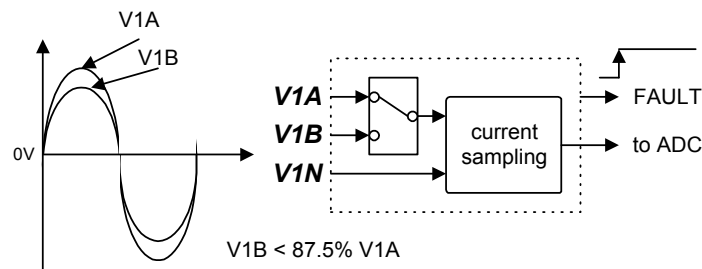 V1A
V1B
0V
V1B < 87.5% V1A
V1A
V1B
V1N
current
sampling
FAULT
to ADC